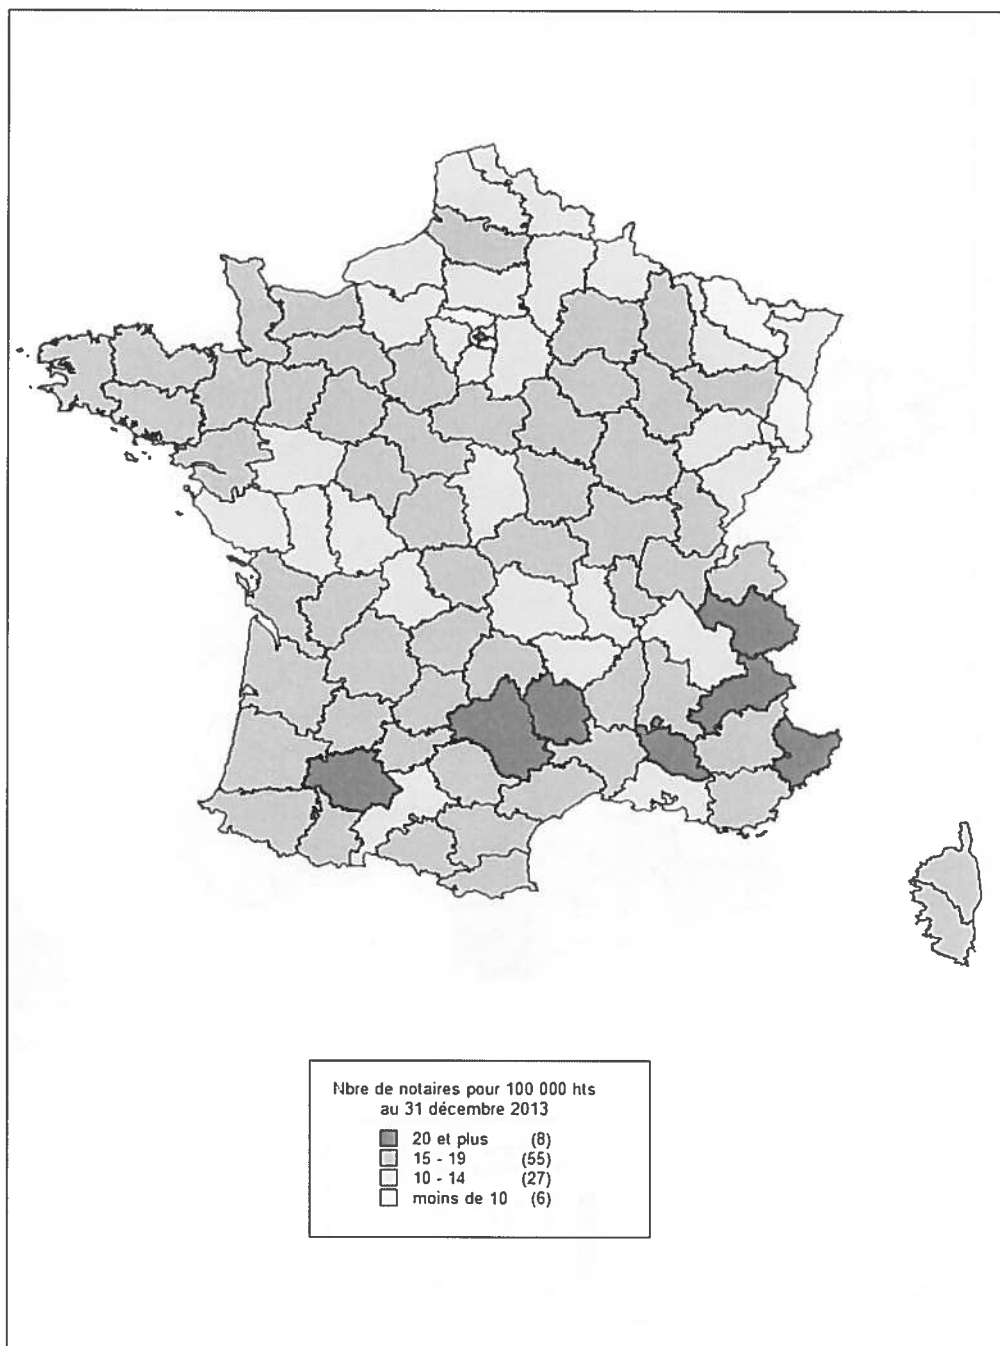 Nbre de notaires pour 100 000 hts
au 31 décembre 2013
20 et plus (8)
15 - 19 (55)
10 - 14 (27)
moins de 10 (6)